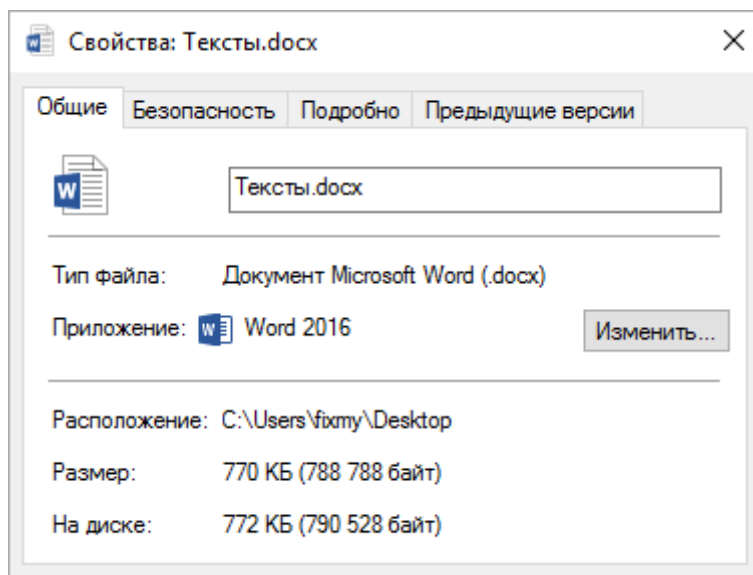 Свойства: Тексты.docx
Общие Безопасность Подробно Предыдущие версии
Тексты.docx
Тип файла: Документ Microsoft Word (.docx)
Приложение: Word 2016 Изменить...
Расположение: C:\Users\fixmy\Desktop
Размер: 770 КБ (788 788 байт)
На диске: 772 КБ (790 528 байт)